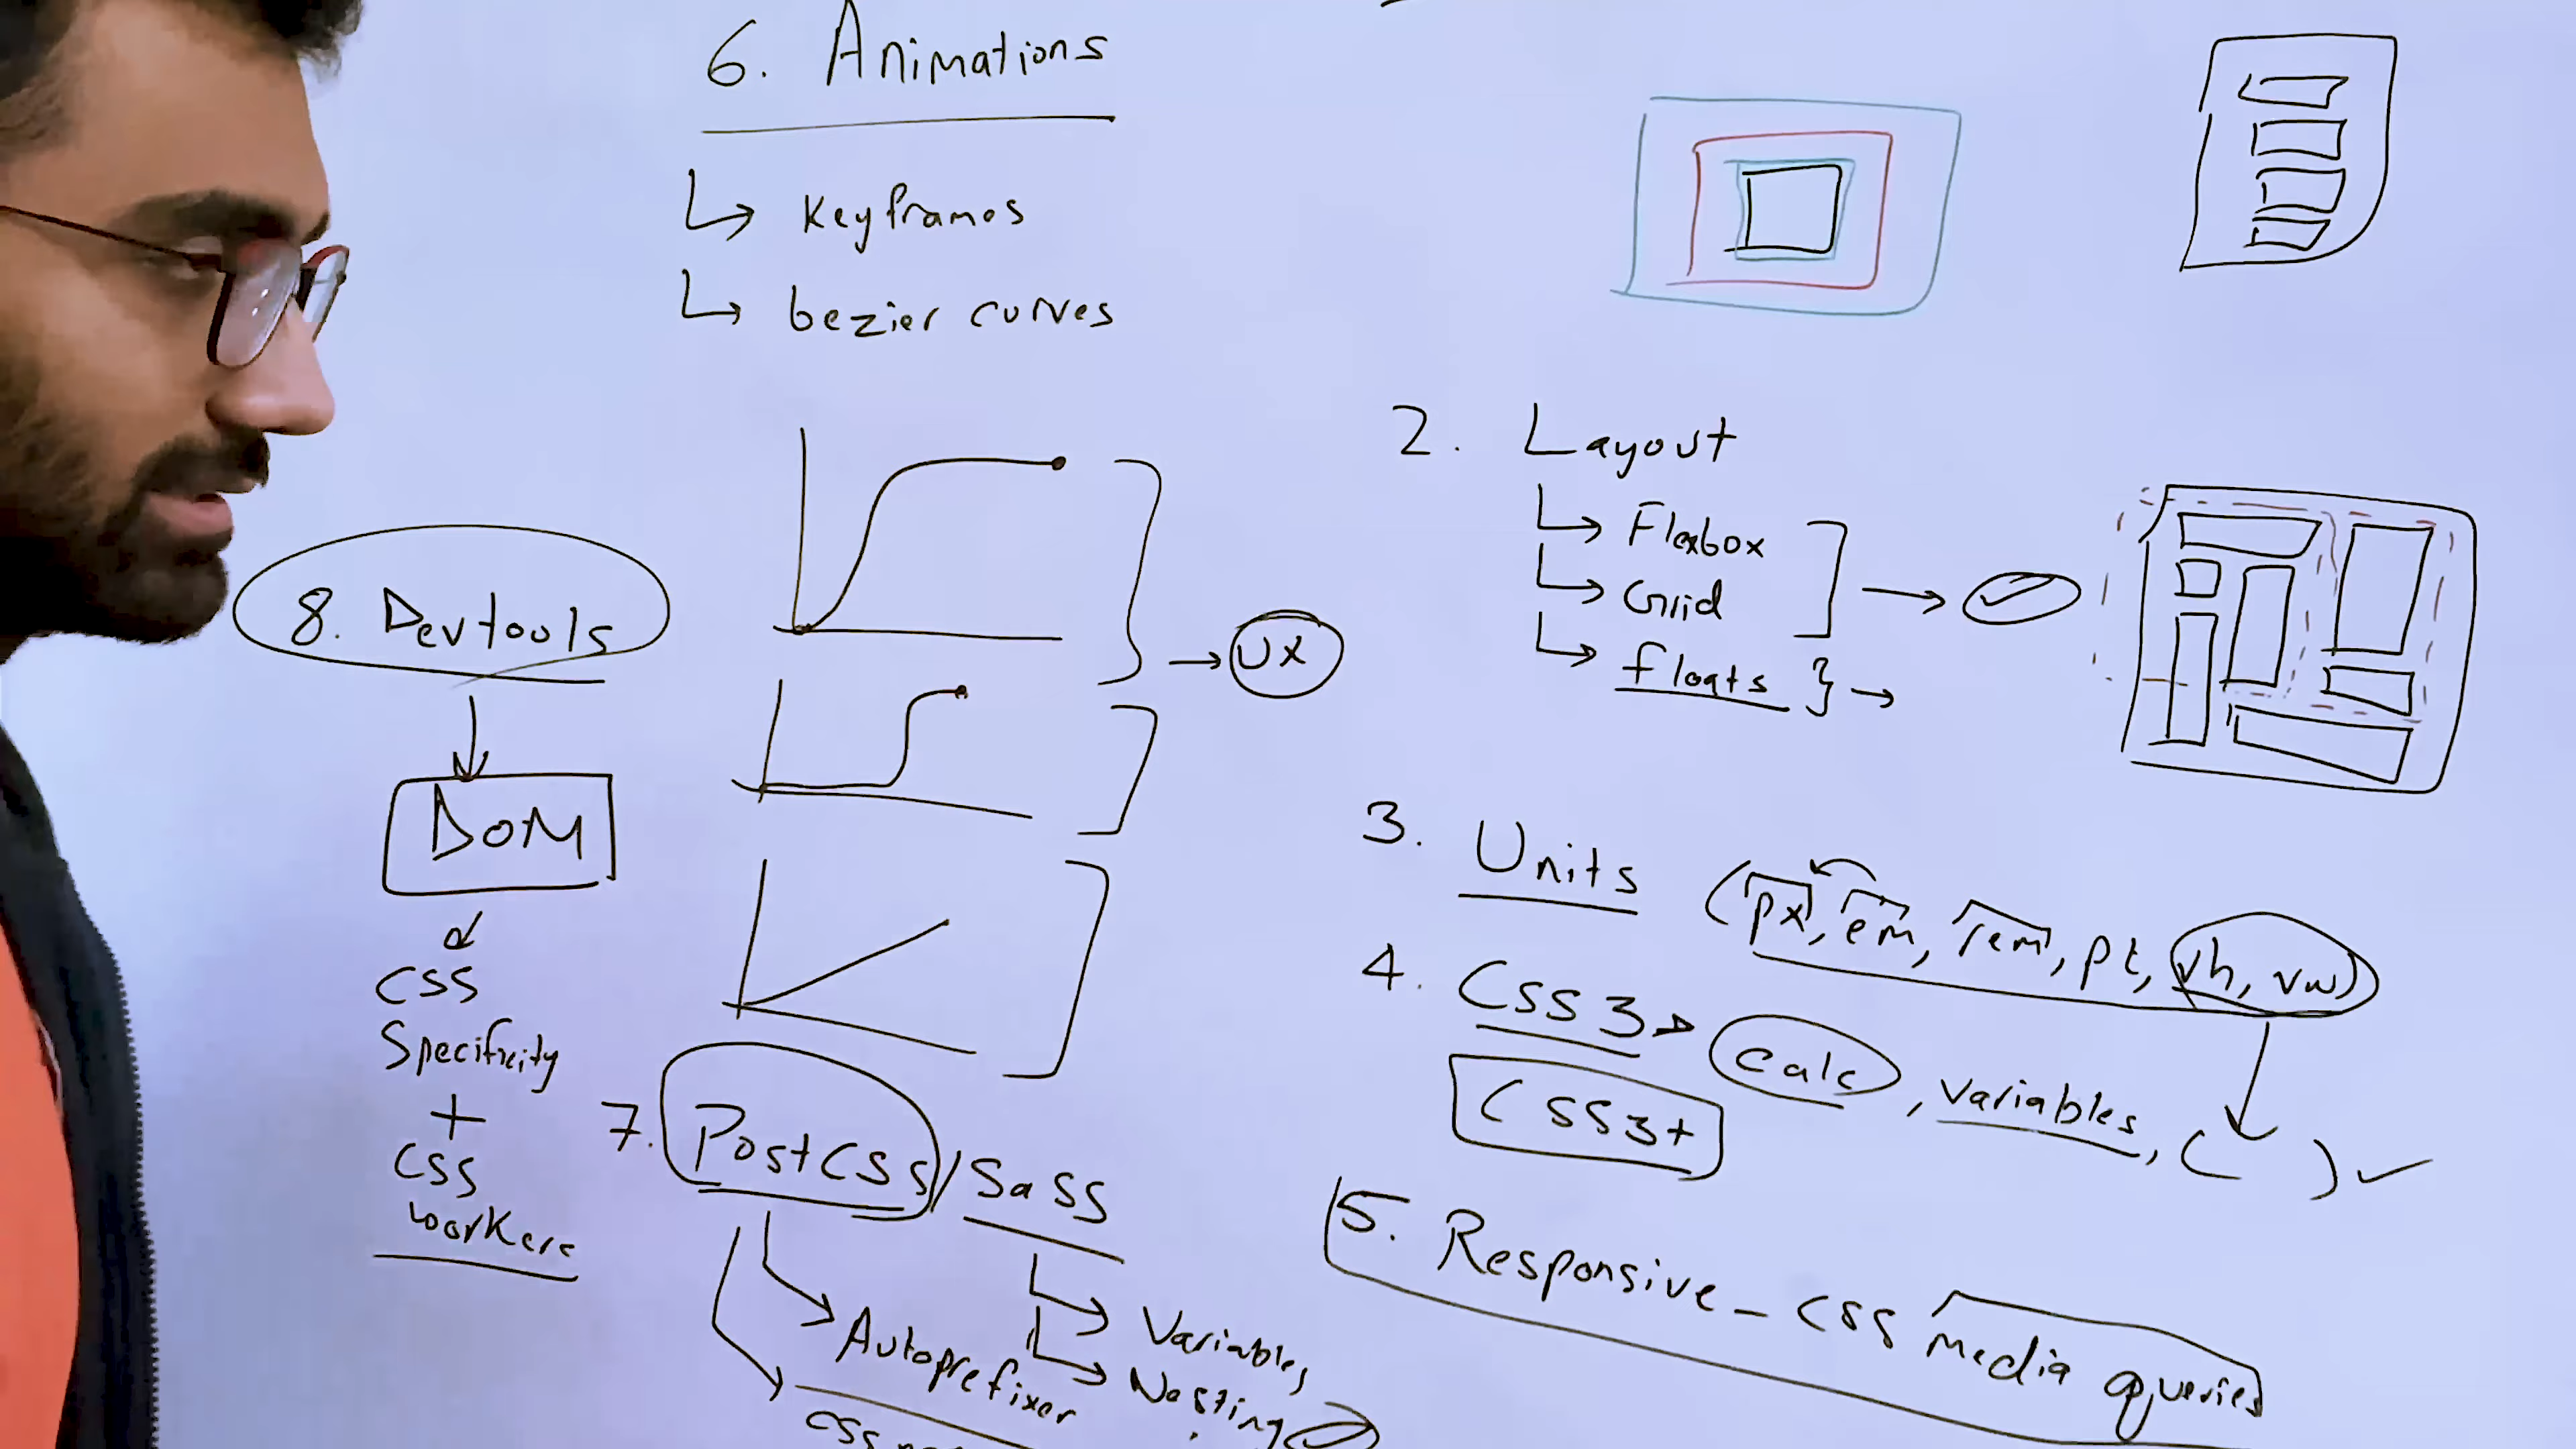 6. Animations
Keyframes
bezier curves
UX
2. Layout
Flexbox
Grid
floats
3. Units (px, em, rem, pt, vh, vw)
4. CSS3 calc, variables, ( )
CSS3+
5. Responsive - CSS media queries
7. PostCSS / SaSS
Autoprefixer
CSS
Variables
Nesting
8. Devtools
DOM
CSS
Specificity
+
CSS